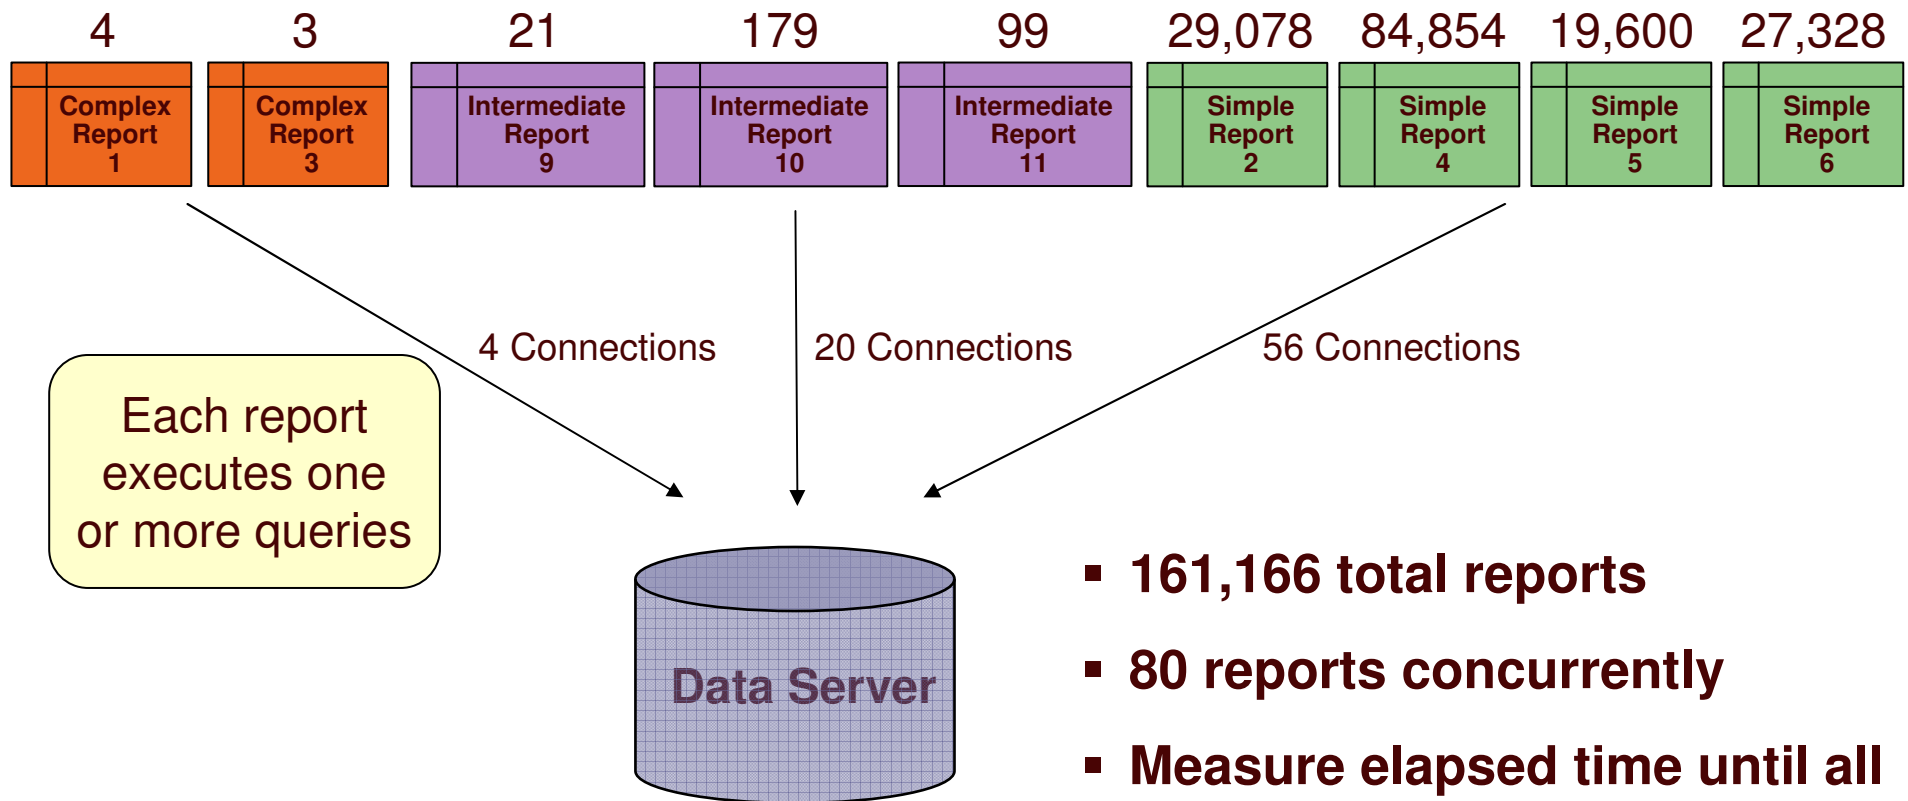 4 3 21 179 99 29,078 84,854 19,600 27,328
Complex
Report
1
Complex
Report
3
Intermediate
Report
9
Intermediate
Report
10
Intermediate
Report
11
Simple
Report
2
Simple
Report
4
Simple
Report
5
Simple
Report
6
4 Connections
20 Connections
56 Connections
Each report
executes one
or more queries
Data Server
▪ 161,166 total reports
▪ 80 reports concurrently
▪ Measure elapsed time until all